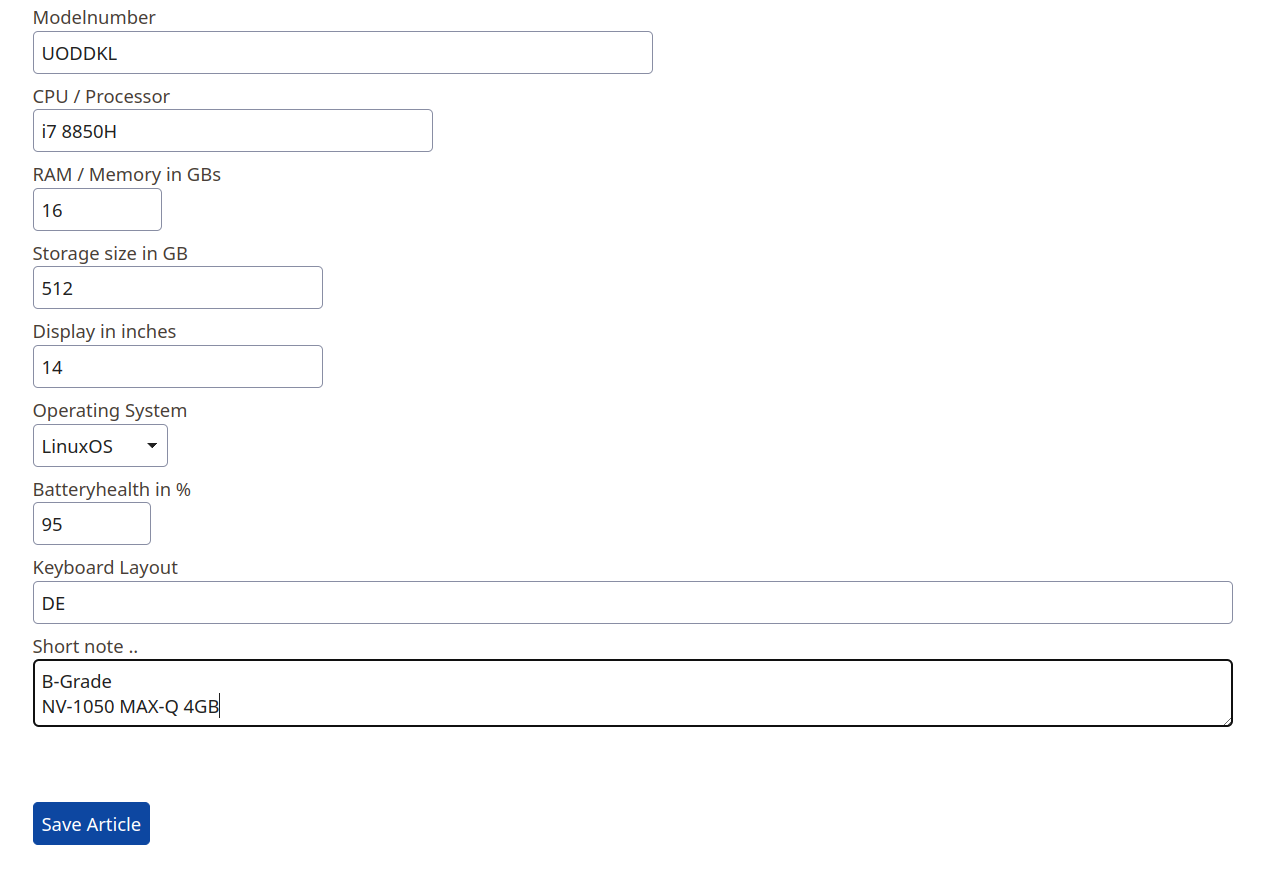 Modelnumber
UODDKL
CPU / Processor
i7 8850H
RAM / Memory in GBs
16
Storage size in GB
512
Display in inches
14
Operating System
LinuxOS
Batteryhealth in %
95
Keyboard Layout
DE
Short note ..
B-Grade
NV-1050 MAX-Q 4GB
Save Article